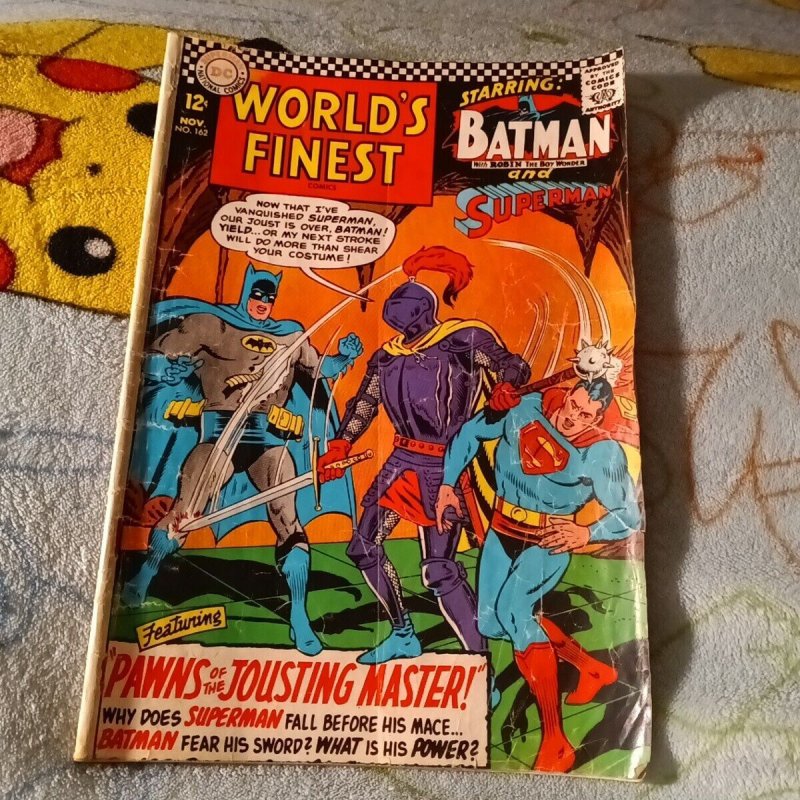 DC
NATIONAL COMICS
12¢
NOV.
NO. 162
WORLD'S
FINEST
COMICS
STARRING:
BATMAN
With ROBIN THE BOY WONDER
and
SUPERMAN
APPROVED
BY THE
COMICS
CODE
AUTHORITY
NOW THAT I'VE
VANQUISHED SUPERMAN,
OUR JOUST IS OVER, BATMAN!
YIELD... OR MY NEXT STROKE
WILL DO MORE THAN SHEAR
YOUR COSTUME!
Featuring
"PAWNS OF THE JOUSTING MASTER!"
WHY DOES SUPERMAN FALL BEFORE HIS MACE...
BATMAN FEAR HIS SWORD? WHAT IS HIS POWER?